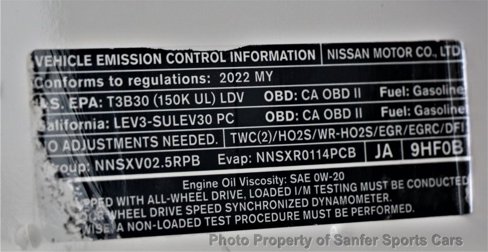 VEHICLE EMISSION CONTROL INFORMATION NISSAN MOTOR CO., LTD
Conforms to regulations: 2022 MY
.S. EPA: T3B30 (150K UL) LDV OBD: CA OBD II Fuel: Gasoline
California: LEV3-SULEV30 PC OBD: CA OBD II Fuel: Gasoline
NO ADJUSTMENTS NEEDED. TWC(2)/HO2S/WR-HO2S/EGR/EGRC/DFI
Group: NNSXV02.5RPB Evap: NNSXR0114PCB JA 9HF0B
Engine Oil Viscosity: SAE 0W-20
PPED WITH ALL-WHEEL DRIVE, LOADED I/M TESTING MUST BE CONDUCTED
WHEEL DRIVE SPEED SYNCHRONIZED DYNAMOMETER.
NON-LOADED TEST PROCEDURE MUST BE PERFORMED.
Photo Property of Sanfer Sports Cars